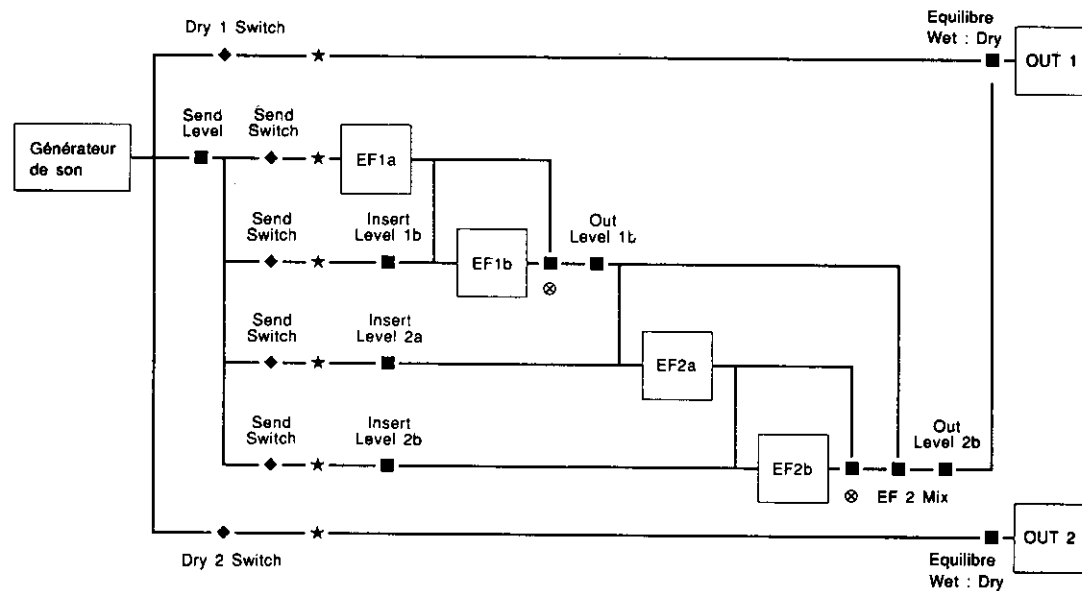 Dry 1 Switch
Equilibre
Wet : Dry
OUT 1
Send
Level
Send
Switch
Générateur
de son
EF1a
Send
Switch
Insert
Level 1b
Out
Level 1b
EF1b
Send
Switch
Insert
Level 2a
EF2a
Send
Switch
Insert
Level 2b
Out
Level 2b
EF2b
EF 2 Mix
OUT 2
Dry 2 Switch
Equilibre
Wet : Dry